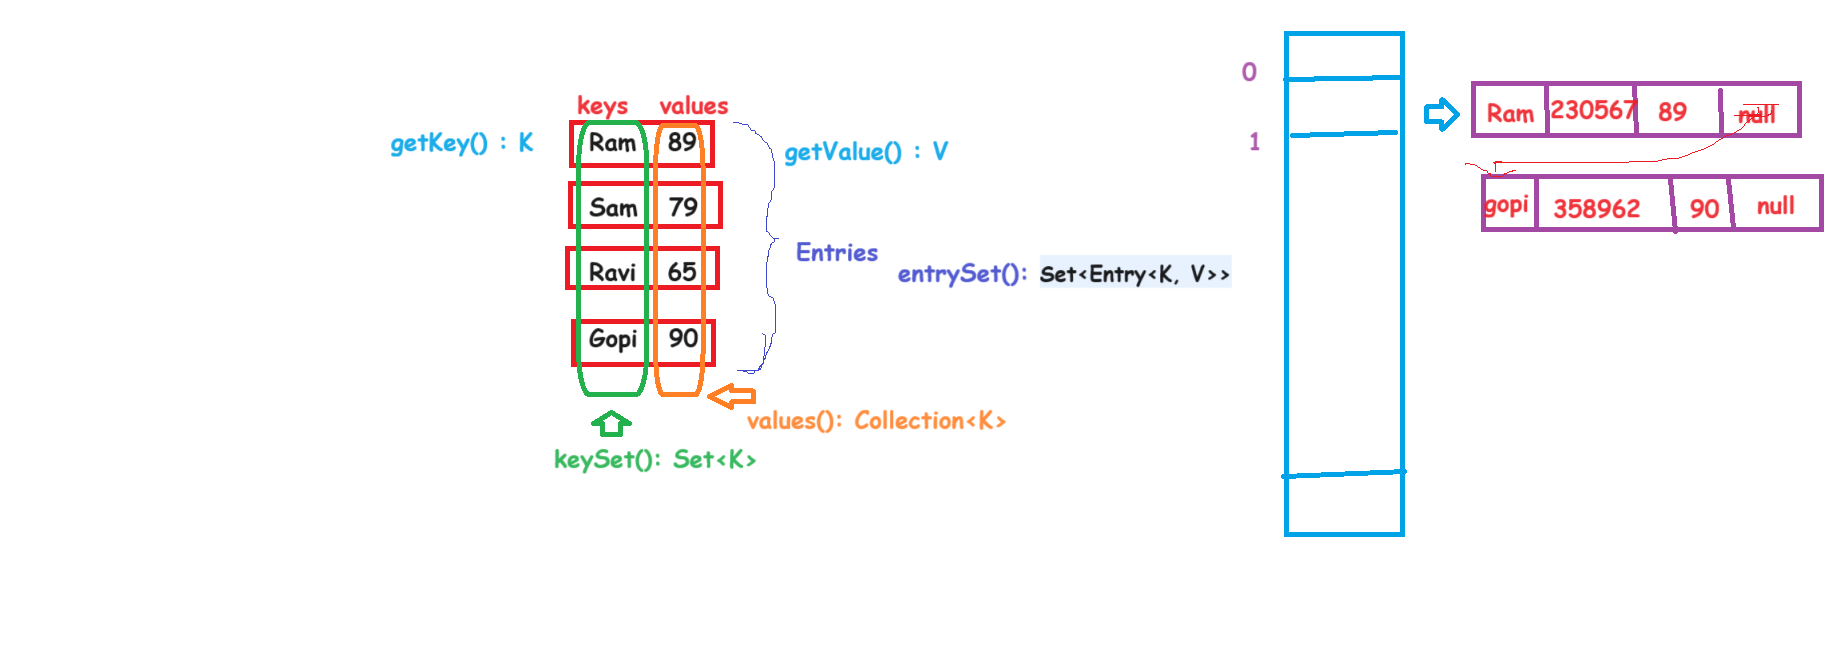 keys values
getKey() : K
Ram 89
getValue() : V
Sam 79
Ravi 65
Gopi 90
Entries
entrySet(): Set<Entry<K, V>>
values(): Collection<K>
keySet(): Set<K>
0
1
Ram 230567 89 null
gopi 358962 90 null